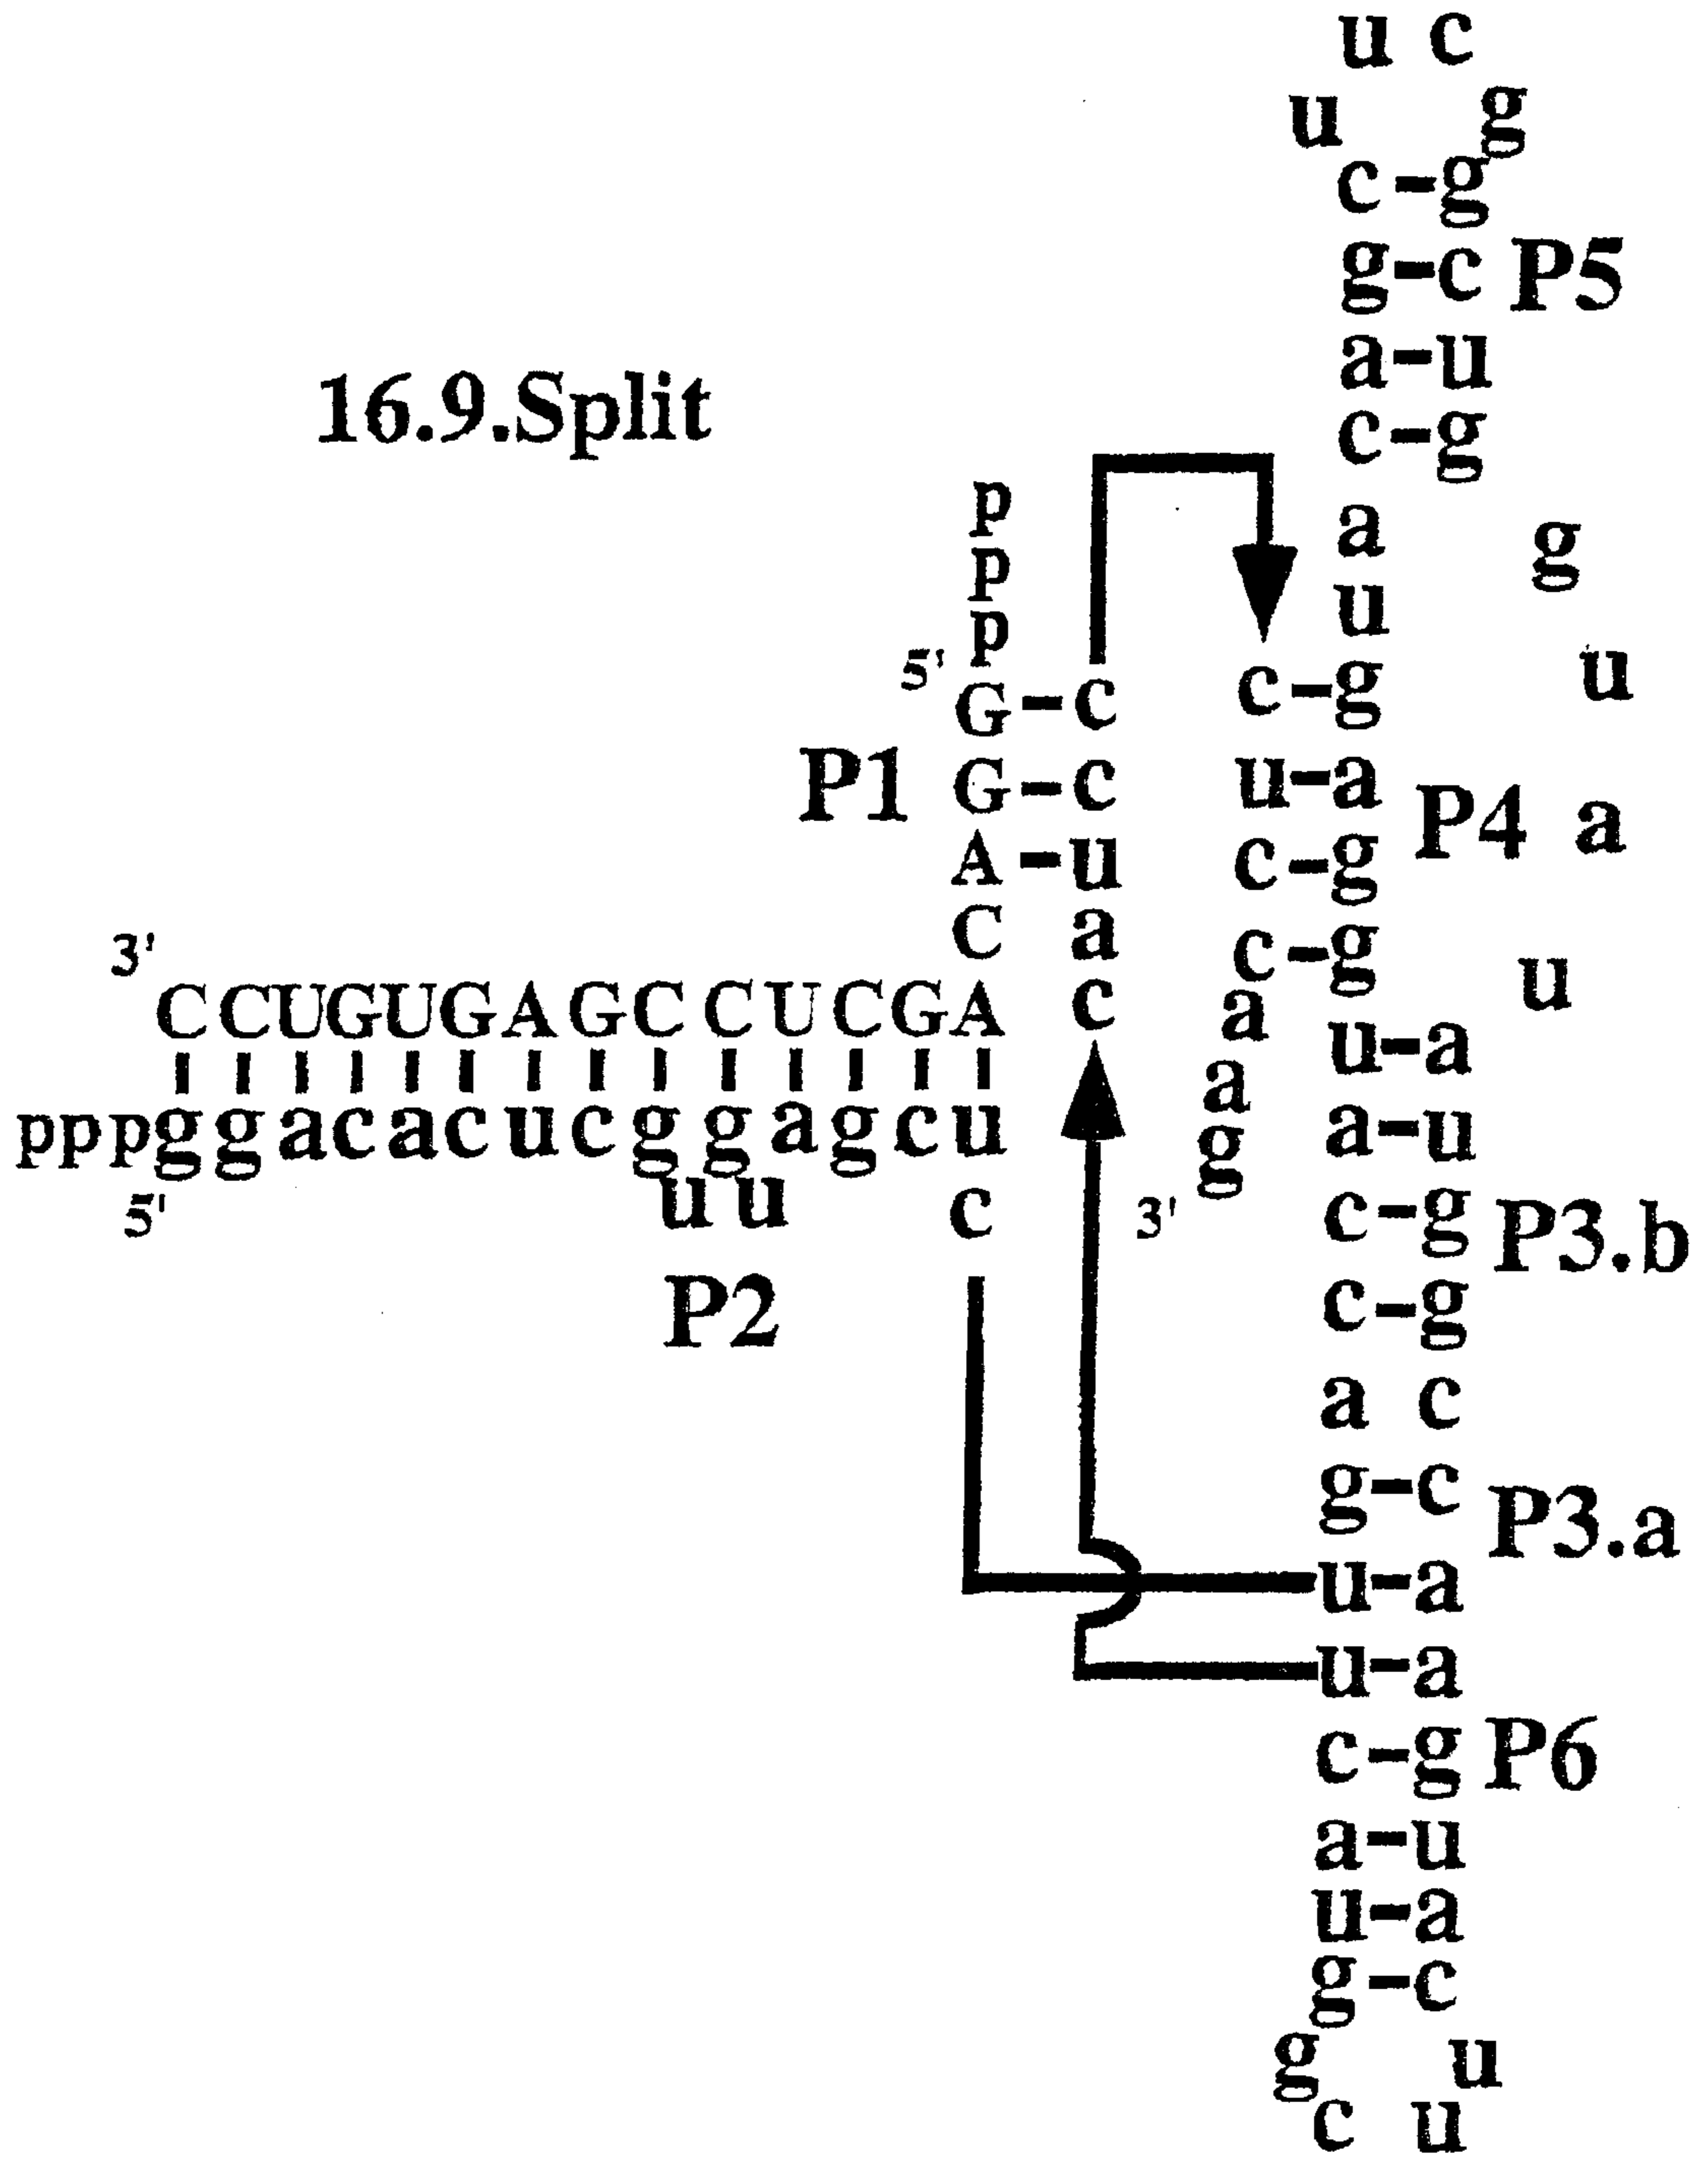 u c
u g
c-g
g-c P5
a-u
16.9.Split
c-g
p
a g
p
u
p
5' G-c c-g u
P1 G-c u-a P4 a
A-u c-g
C a c-g u
3' CCUGUGAGCCUCGA c a u-a
a
pppggacacucggagcu g a-u
5' uu c 3' c-g P3.b
P2 c-g
a c
g-c P3.a
u-a
u-a
c-g P6
a-u
u-a
g-c
g u
c u